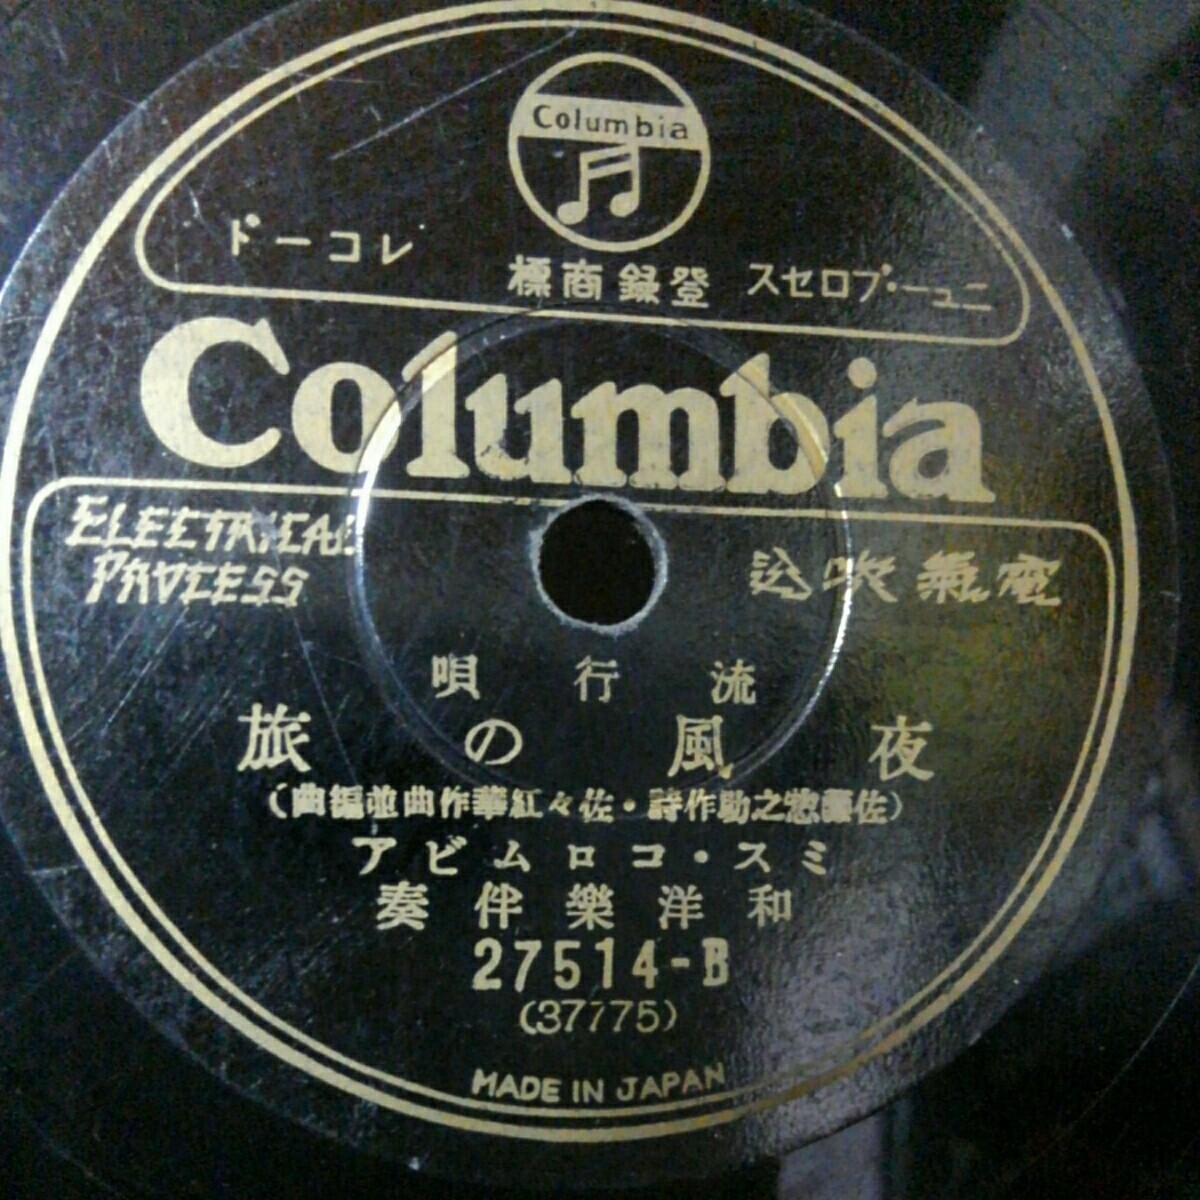 Columbia
登録商標
ニュー・プロセス レコード
Columbia
ELECTRICAL
PROCESS
電氣吹込
流行唄
夜風の旅
(佐藤惣之助作詩・佐々紅華作曲並編曲)
ミス・コロムビア
和洋樂伴奏
27514-B
(37775)
MADE IN JAPAN